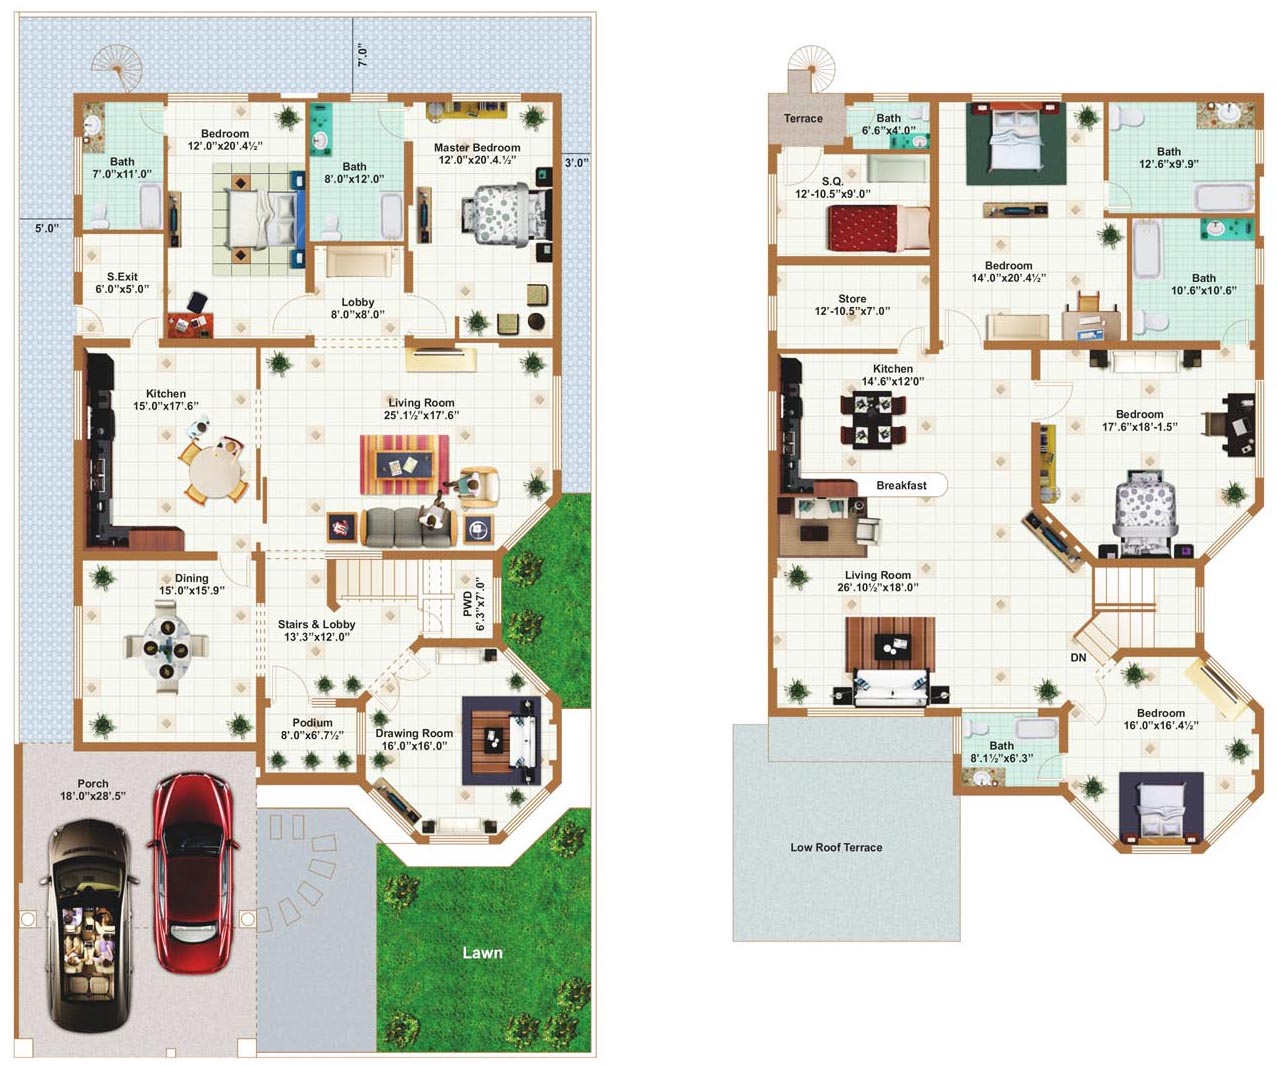 7'.0"
Bedroom
12'.0"x20'.4½"
Master Bedroom
12'.0"x20'.4.½"
Bath
7'.0"x11'.0"
Bath
8'.0"x12'.0"
3'.0"
5'.0"
S.Exit
6'.0"x5'.0"
Lobby
8'.0"x8'.0"
Kitchen
15'.0"x17'.6"
Living Room
25'.1½"x17'.6"
Dining
15'.0"x15'.9"
Stairs & Lobby
13'.3"x12'.0"
PWD
6'.3"x7'.0"
Podium
8'.0"x6'.7½"
Drawing Room
16'.0"x16'.0"
Porch
18'.0"x28'.5"
Lawn
Terrace
Bath
6'.6"x4'.0"
Bath
12'.6"x9'.9"
S.Q.
12'-10.5"x9'.0"
Bedroom
14'.0"x20'.4½"
Bath
10'.6"x10'.6"
Store
12'-10.5"x7'.0"
Kitchen
14'.6"x12'0"
Bedroom
17'.6"x18'-1.5"
Breakfast
Living Room
26'.10½"x18'.0"
DN
Bedroom
16'.0"x16'.4½"
Bath
8'.1½"x6'.3"
Low Roof Terrace